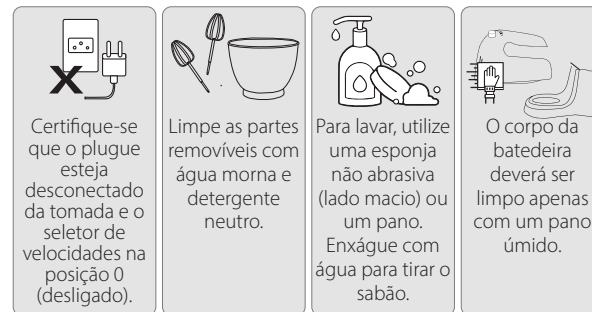 Certifique-se
que o plugue
esteja
desconectado
da tomada e o
seletor de
velocidades na
posição 0
(desligado).
Limpe as partes
removíveis com
água morna e
detergente
neutro.
Para lavar, utilize
uma esponja
não abrasiva
(lado macio) ou
um pano.
Enxágue com
água para tirar o
sabão.
O corpo da
batedeira
deverá ser
limpo apenas
com um pano
úmido.